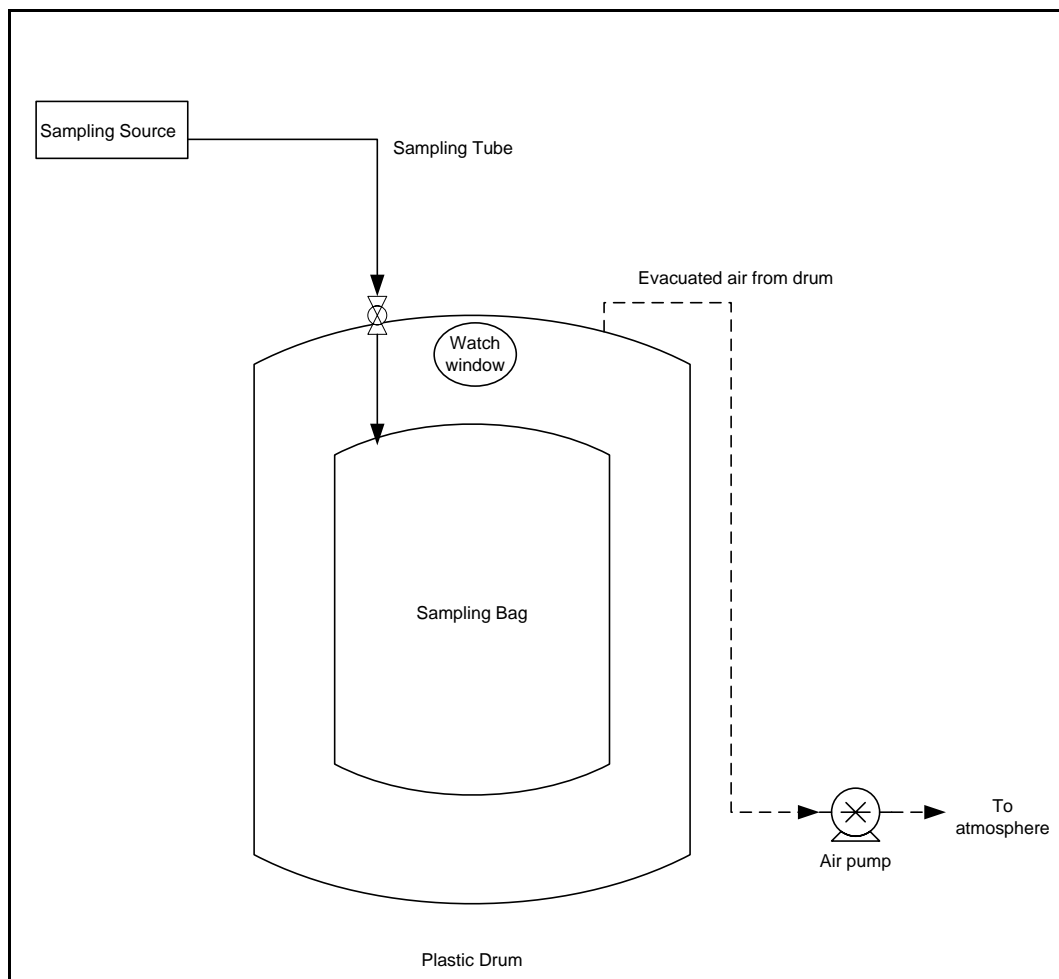 Sampling Source
Sampling Tube
Evacuated air from drum
Watch
window
Sampling Bag
To
atmosphere
Air pump
Plastic Drum